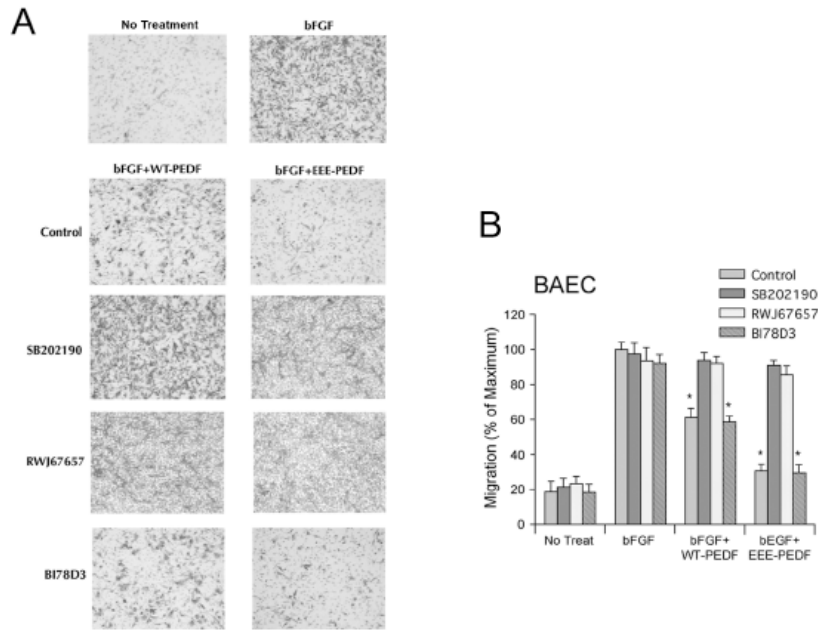 A
No Treatment
bFGF
bFGF+WT-PEDF
bFGF+EEE-PEDF
Control
SB202190
RWJ67657
BI78D3
B
BAEC
Control
SB202190
RWJ67657
BI78D3
Migration (% of Maximum)
120
100
80
60
40
20
0
* * * *
No Treat
bFGF
bFGF+
WT-PEDF
bEGF+
EEE-PEDF